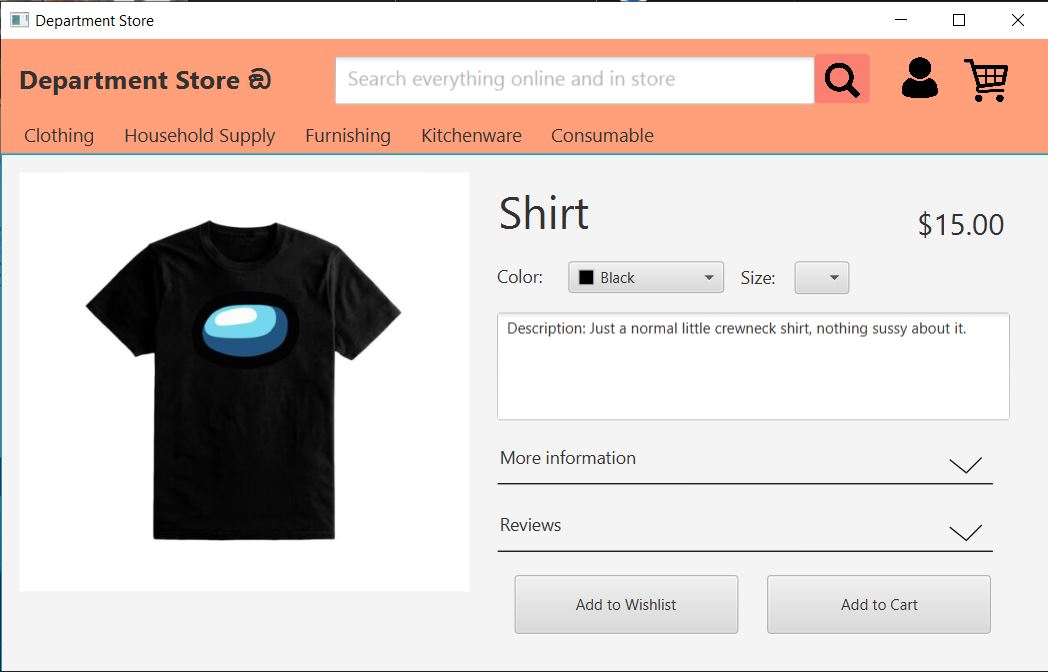 Department Store
Department Store ඞ
Search everything online and in store
Clothing Household Supply Furnishing Kitchenware Consumable
Shirt
$15.00
Color: Black Size:
Description: Just a normal little crewneck shirt, nothing sussy about it.
More information
Reviews
Add to Wishlist Add to Cart